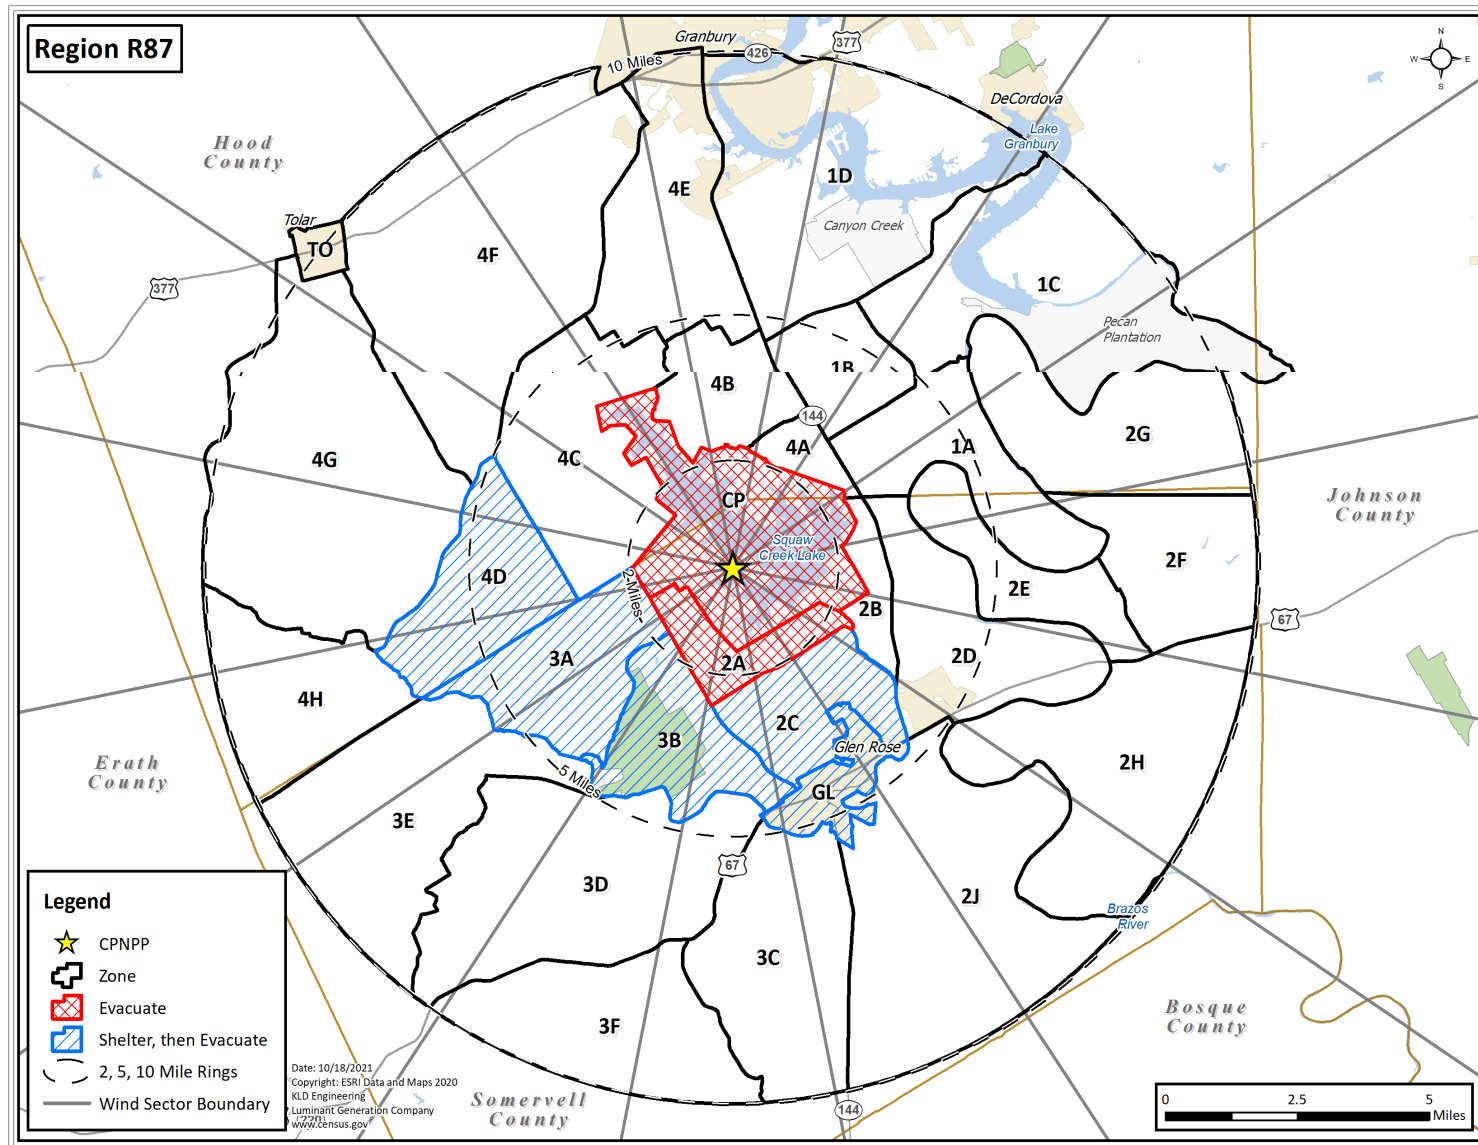 Region R87
Granbury
426
377
10 Miles
N
W E
S
DeCordova
Lake
Granbury
Hood
County
4E
1D
Tolar
TO
Canyon Creek
4F
377
1C
Pecan
Plantation
1B
4B
144
4A
1A
2G
4G
4C
CP
Johnson
County
Squaw
Creek Lake
2F
4D
2 Miles
2E
2B
67
3A
2A
2D
4H
2C
3B
Glen Rose
Erath
County
2H
5 Miles
GL
3E
67
3D
2J
Brazos
River
3C
Bosque
County
3F
Legend
CPNPP
Zone
Evacuate
Shelter, then Evacuate
2, 5, 10 Mile Rings
Wind Sector Boundary
Date: 10/18/2021
Copyright: ESRI Data and Maps 2020
KLD Engineering
Luminant Generation Company
www.census.gov
220
Somervell
County
144
0 2.5 5
Miles